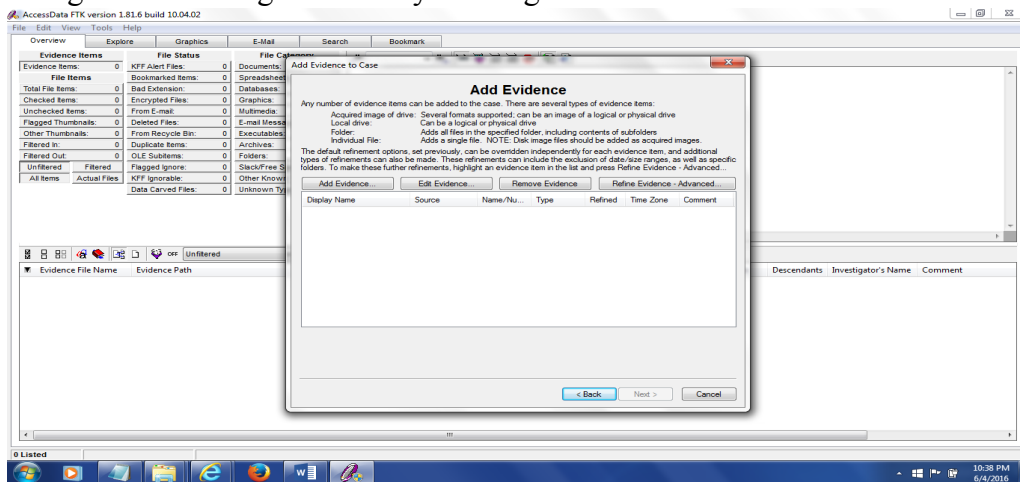 AccessData FTK version 1.81.6 build 10.04.02
File Edit View Tools Help
Overview Explore Graphics E-Mail Search Bookmark
Evidence Items File Status File Category
Evidence Items: 0 KFF Alert Files: 0 Documents:
File Items Bookmarked Items: 0 Spreadsheet
Total File Items: 0 Bad Extension: 0 Databases:
Checked Items: 0 Encrypted Files: 0 Graphics:
Unchecked Items: 0 From E-mail: 0 Multimedia:
Flagged Thumbnails: 0 Deleted Files: 0 E-mail Messa
Other Thumbnails: 0 From Recycle Bin: 0 Executables:
Filtered In: 0 Duplicate Items: 0 Archives:
Filtered Out: 0 OLE Subitems: 0 Folders:
Unfiltered Filtered Flagged Ignore: 0 Slack/Free S
All Items Actual Files KFF Ignorable: 0 Other Known
Data Carved Files: 0 Unknown Ty
Add Evidence to Case
Add Evidence
Any number of evidence items can be added to the case. There are several types of evidence items:
Acquired image of drive: Several formats supported; can be an image of a logical or physical drive
Local drive: Can be a logical or physical drive
Folder: Adds all files in the specified folder, including contents of subfolders
Individual File: Adds a single file. NOTE: Disk image files should be added as acquired images.
The default refinement options, set previously, can be overridden independently for each evidence item, and additional
types of refinements can also be made. These refinements can include the exclusion of date/size ranges, as well as specific
folders. To make these further refinements, highlight an evidence item in the list and press Refine Evidence - Advanced...
Add Evidence... Edit Evidence... Remove Evidence Refine Evidence - Advanced...
Display Name Source Name/Nu... Type Refined Time Zone Comment
< Back Next > Cancel
OFF Unfiltered
Evidence File Name Evidence Path Descendants Investigator's Name Comment
0 Listed
10:38 PM
6/4/2016